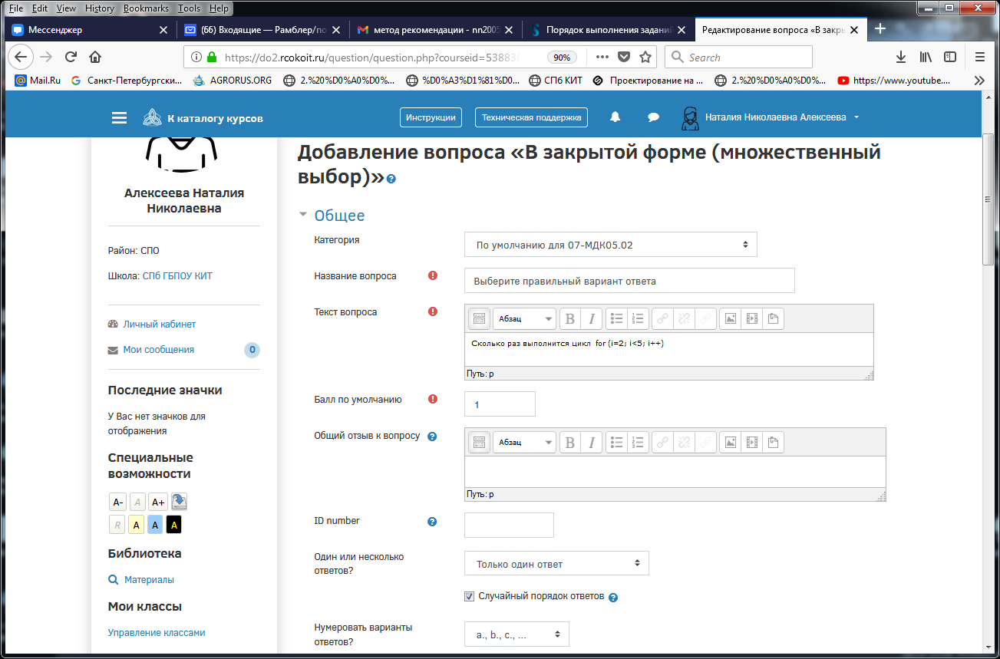 File Edit View History Bookmarks Tools Help
Мессенджер
(66) Входящие — Рамблер/по
метод рекомендации - nn2005
Порядок выполнения заданий
Редактирование вопроса «В закры
https://do2.rcokoit.ru/question/question.php?courseid=53883
90%
Search
Mail.Ru
Санкт-Петербургски...
AGRORUS.ORG
2.%20%D0%A0%D0%...
%D0%A3%D1%81%D0...
СПб КИТ
Проектирование на ...
2.%20%D0%A0%D0%...
https://www.youtube....
К каталогу курсов
Инструкции
Техническая поддержка
Наталия Николаевна Алексеева
Алексеева Наталия
Николаевна
Район: СПО
Школа: СПб ГБПОУ КИТ
Личный кабинет
Мои сообщения
0
Последние значки
У Вас нет значков для
отображения
Специальные
возможности
A- A A+
R A A A
Библиотека
Материалы
Мои классы
Управление классами
Добавление вопроса «В закрытой форме (множественный
выбор)»
Общее
Категория
По умолчанию для 07-МДК05.02
Название вопроса
Выберите правильный вариант ответа
Текст вопроса
Абзац B I
Сколько раз выполнится цикл for (i=2; i<5; i++)
Путь: p
Балл по умолчанию
1
Общий отзыв к вопросу
Абзац B I
Путь: p
ID number
Один или несколько
ответов?
Только один ответ
Случайный порядок ответов
Нумеровать варианты
ответов?
a., b., c., ...